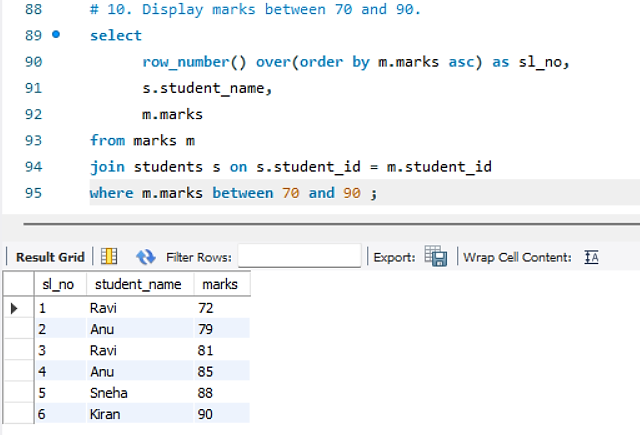 88 # 10. Display marks between 70 and 90.
89 select
90 row_number() over(order by m.marks asc) as sl_no,
91 s.student_name,
92 m.marks
93 from marks m
94 join students s on s.student_id = m.student_id
95 where m.marks between 70 and 90 ;
Result Grid Filter Rows: Export: Wrap Cell Content: IA
sl_no student_name marks
1 Ravi 72
2 Anu 79
3 Ravi 81
4 Anu 85
5 Sneha 88
6 Kiran 90